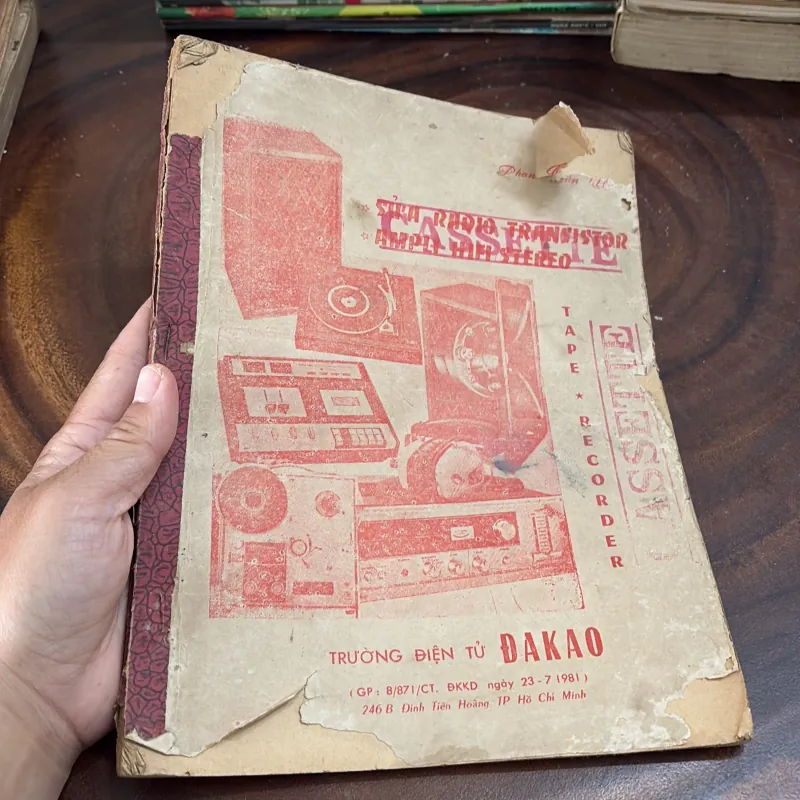 Phan
★ SỬA RADIO TRANSISTOR
CASSETTE
★ AMPLI HIFI STEREO
TAPE ★ RECORDER
CASSETTE
TRƯỜNG ĐIỆN TỬ ĐAKAO
( GP : 8/871/CT. ĐKKD ngày 23 - 7 1981 )
246 B Đinh Tiên Hoàng TP Hồ Chí Minh